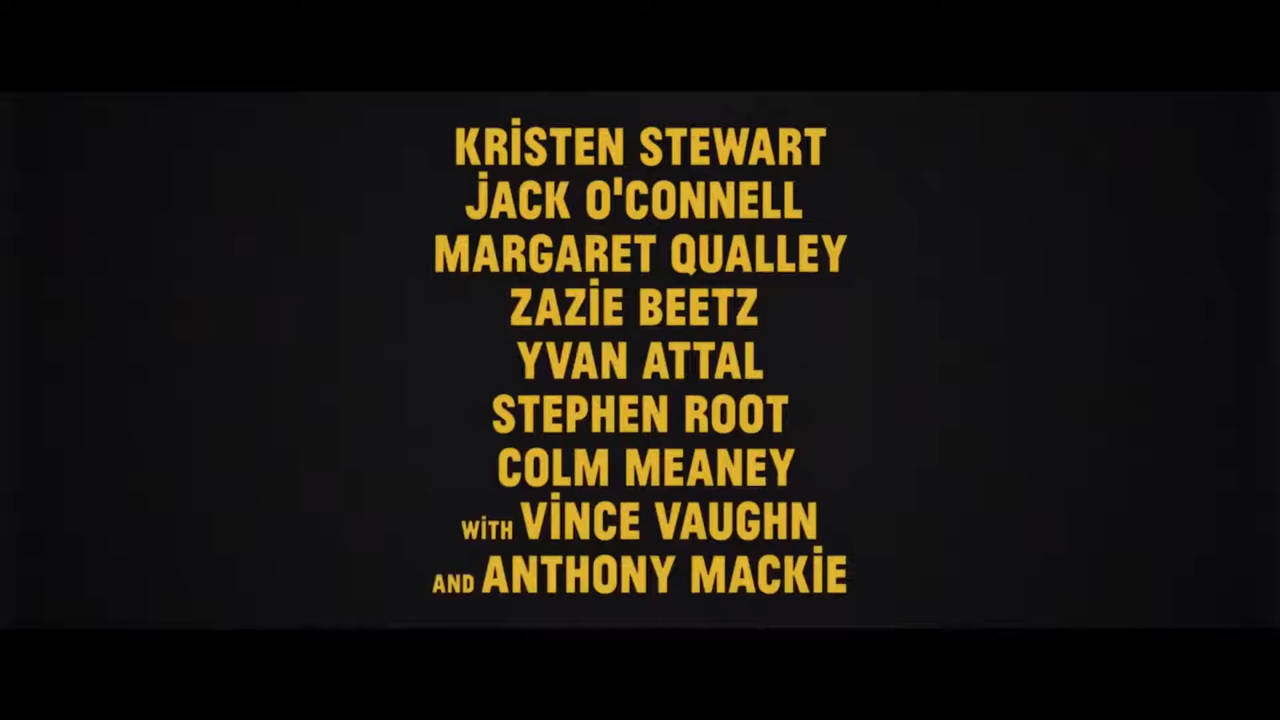 KRiSTEN STEWART
jACK O'CONNELL
MARGARET QUALLEY
ZAZiE BEETZ
YVAN ATTAL
STEPHEN ROOT
COLM MEANEY
WiTH ViNCE VAUGHN
AND ANTHONY MACKiE